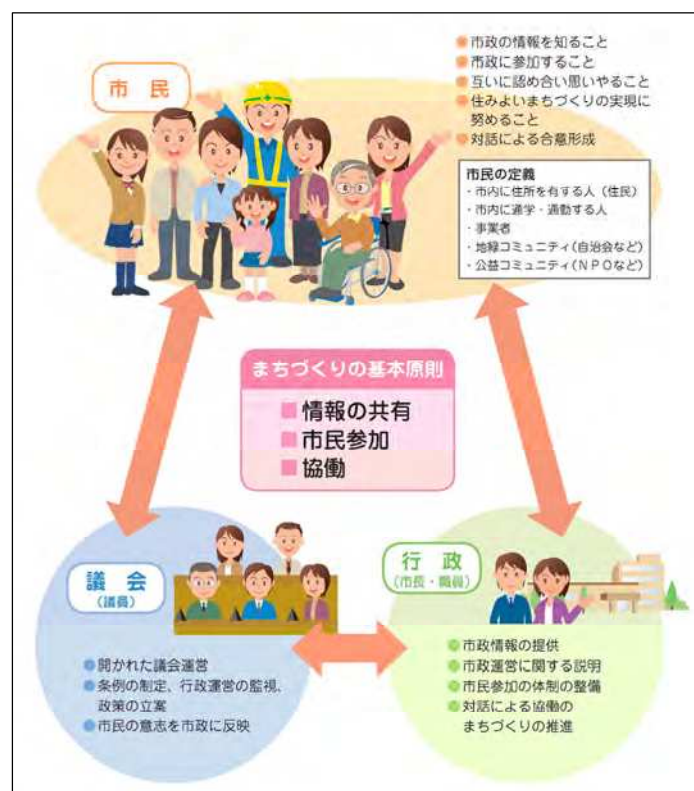 市民
● 市政の情報を知ること
● 市政に参加すること
● 互いに認め合い思いやること
● 住みよいまちづくりの実現に
努めること
● 対話による合意形成
市民の定義
・市内に住所を有する人（住民）
・市内に通学・通勤する人
・事業者
・地縁コミュニティ(自治会など)
・公益コミュニティ(ＮＰＯなど)
まちづくりの基本原則
■ 情報の共有
■ 市民参加
■ 協働
議会
（議員）
● 開かれた議会運営
● 条例の制定、行政運営の監視、
政策の立案
● 市民の意志を市政に反映
行政
（市長・職員）
● 市政情報の提供
● 市政運営に関する説明
● 市民参加の体制の整備
● 対話による協働の
まちづくりの推進